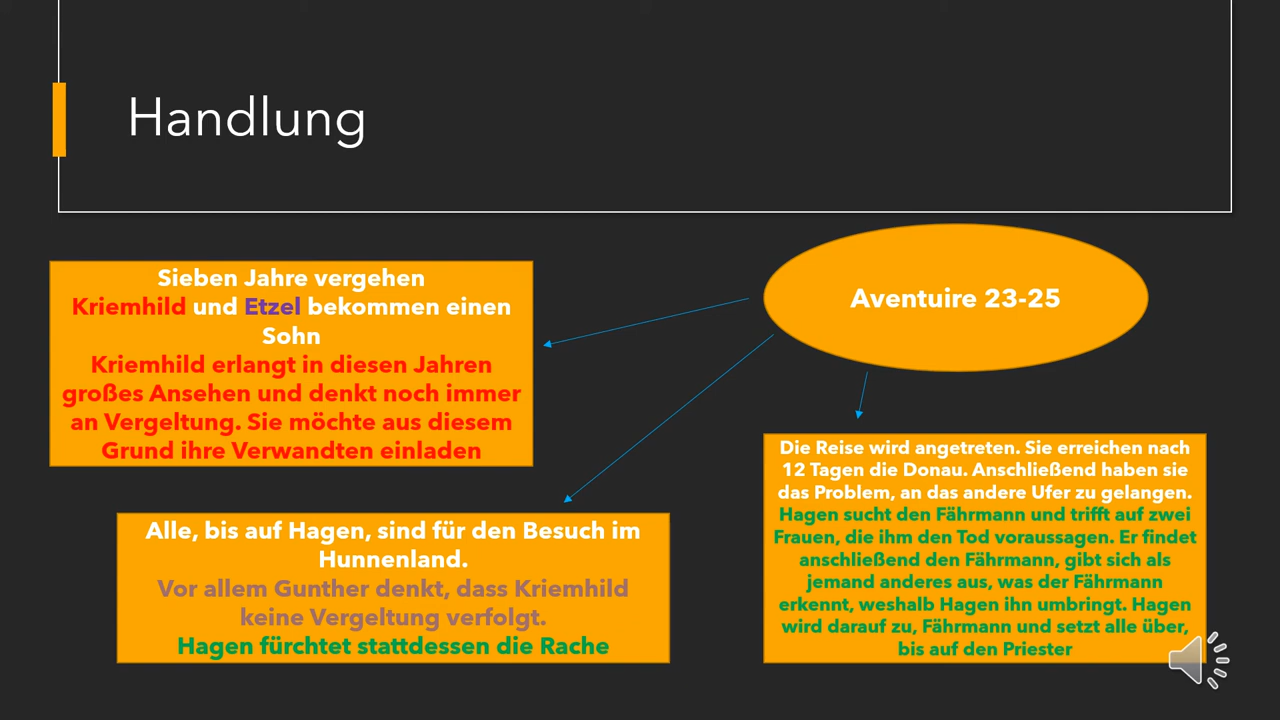 Handlung
Aventuire 23-25
Sieben Jahre vergehen
Kriemhild und Etzel bekommen einen
Sohn
Kriemhild erlangt in diesen Jahren
großes Ansehen und denkt noch immer
an Vergeltung. Sie möchte aus diesem
Grund ihre Verwandten einladen
Alle, bis auf Hagen, sind für den Besuch im
Hunnenland.
Vor allem Gunther denkt, dass Kriemhild
keine Vergeltung verfolgt.
Hagen fürchtet stattdessen die Rache
Die Reise wird angetreten. Sie erreichen nach
12 Tagen die Donau. Anschließend haben sie
das Problem, an das andere Ufer zu gelangen.
Hagen sucht den Fährmann und trifft auf zwei
Frauen, die ihm den Tod voraussagen. Er findet
anschließend den Fährmann, gibt sich als
jemand anderes aus, was der Fährmann
erkennt, weshalb Hagen ihn umbringt. Hagen
wird darauf zu, Fährmann und setzt alle über,
bis auf den Priester